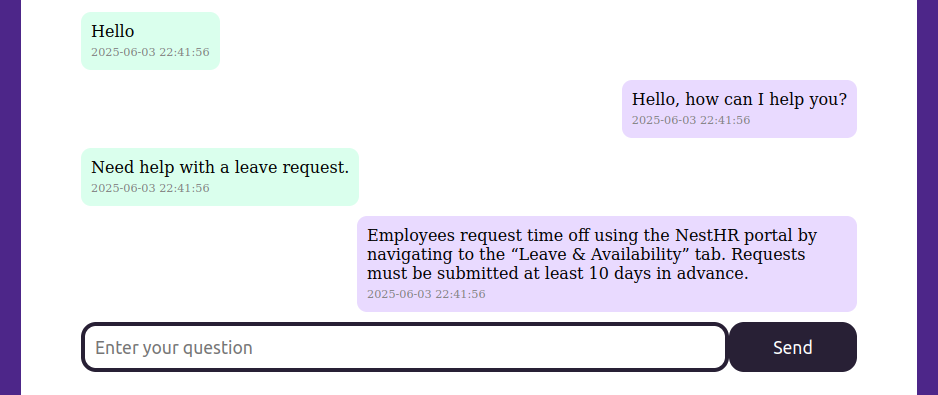 Hello
2025-06-03 22:41:56
Hello, how can I help you?
2025-06-03 22:41:56
Need help with a leave request.
2025-06-03 22:41:56
Employees request time off using the NestHR portal by
navigating to the “Leave & Availability” tab. Requests
must be submitted at least 10 days in advance.
2025-06-03 22:41:56
Enter your question
Send